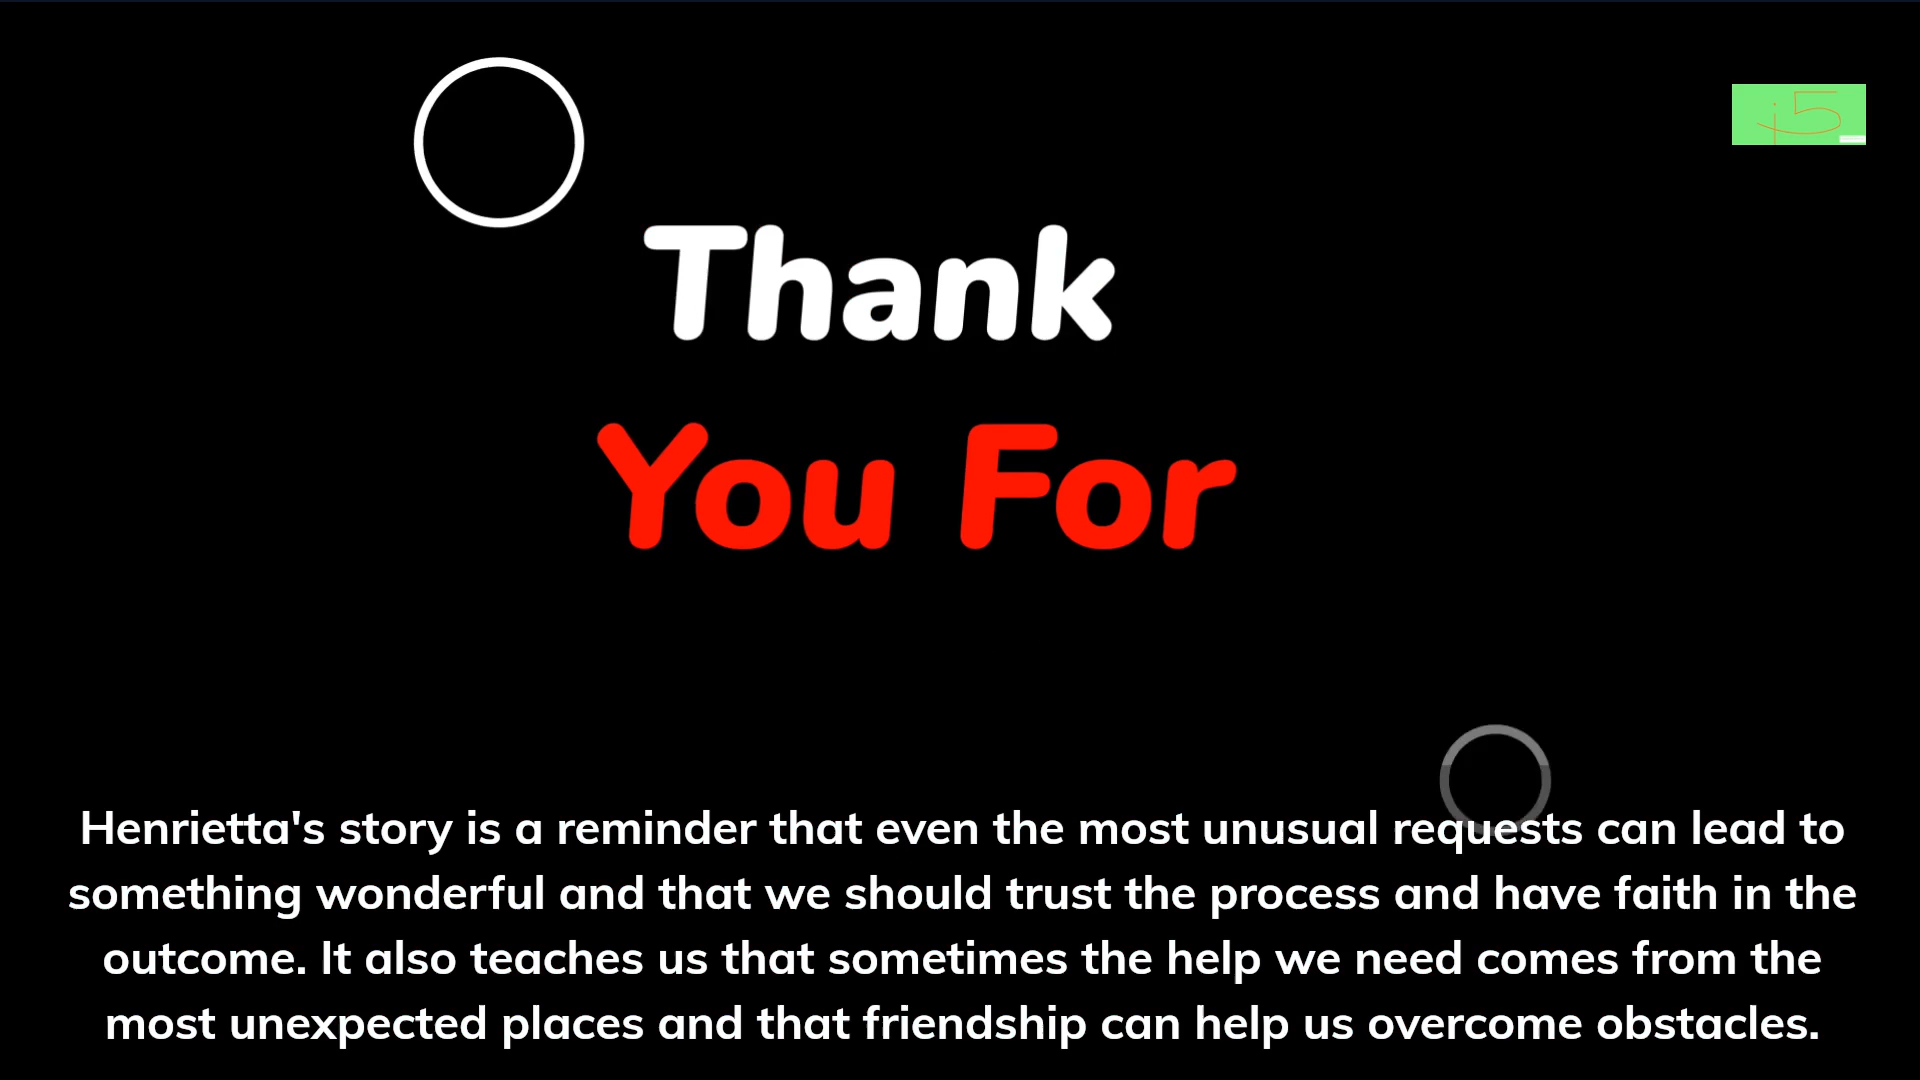 i5
Thank
You For
Henrietta's story is a reminder that even the most unusual requests can lead to
something wonderful and that we should trust the process and have faith in the
outcome. It also teaches us that sometimes the help we need comes from the
most unexpected places and that friendship can help us overcome obstacles.